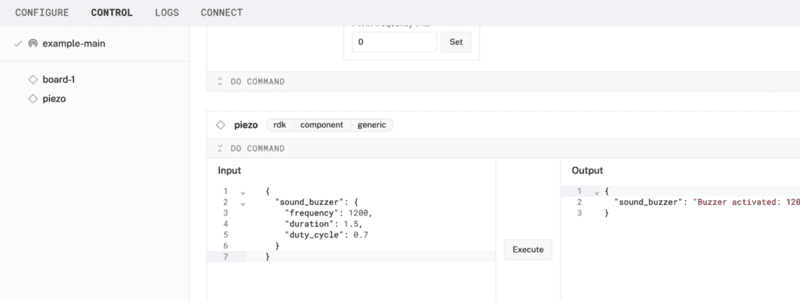 CONFIGURE CONTROL LOGS CONNECT
example-main
board-1
piezo
0 Set
DO COMMAND
piezo rdk component generic
DO COMMAND
Input
1 {
2 "sound_buzzer": {
3 "frequency": 1200,
4 "duration": 1.5,
5 "duty_cycle": 0.7
6 }
7 }
Execute
Output
1 {
2 "sound_buzzer": "Buzzer activated: 120
3 }